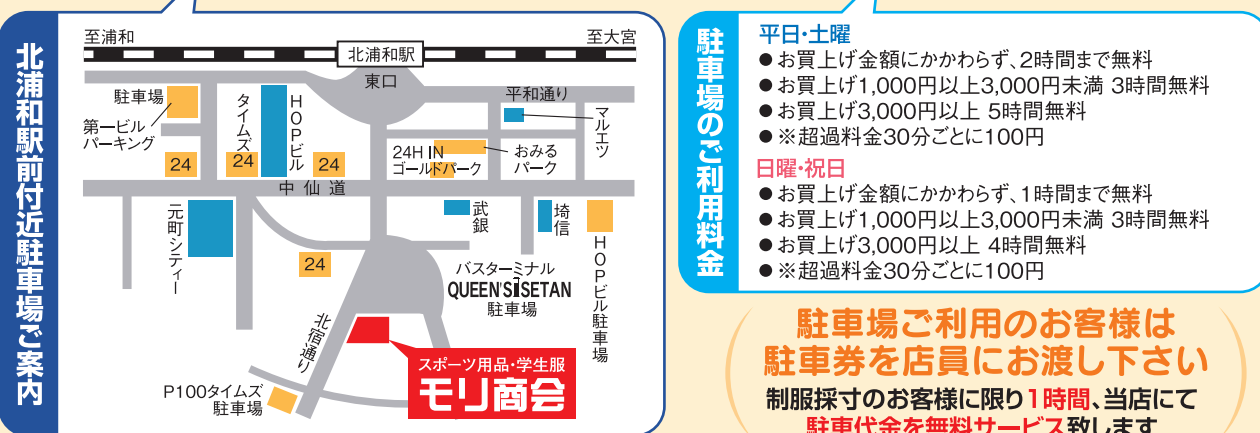 北浦和駅前付近駐車場ご案内
至浦和
北浦和駅
至大宮
東口
駐車場
第一ビル
パーキング
タイムズ
HOPビル
平和通り
マルエツ
24
24
24
24H IN
ゴールドパーク
おみる
パーク
中仙道
元町シティー
武銀
埼信
HOPビル駐車場
24
バスターミナル
QUEEN'S ISETAN
駐車場
北宿通り
P100タイムズ
駐車場
スポーツ用品・学生服
モリ商会
駐車場のご利用料金
平日・土曜
●お買上げ金額にかかわらず、2時間まで無料
●お買上げ1,000円以上3,000円未満 3時間無料
●お買上げ3,000円以上 5時間無料
●※超過料金30分ごとに100円
日曜・祝日
●お買上げ金額にかかわらず、1時間まで無料
●お買上げ1,000円以上3,000円未満 3時間無料
●お買上げ3,000円以上 4時間無料
●※超過料金30分ごとに100円
駐車場ご利用のお客様は
駐車券を店員にお渡し下さい
制服採寸のお客様に限り1時間、当店にて
駐車代金を無料サービス致します